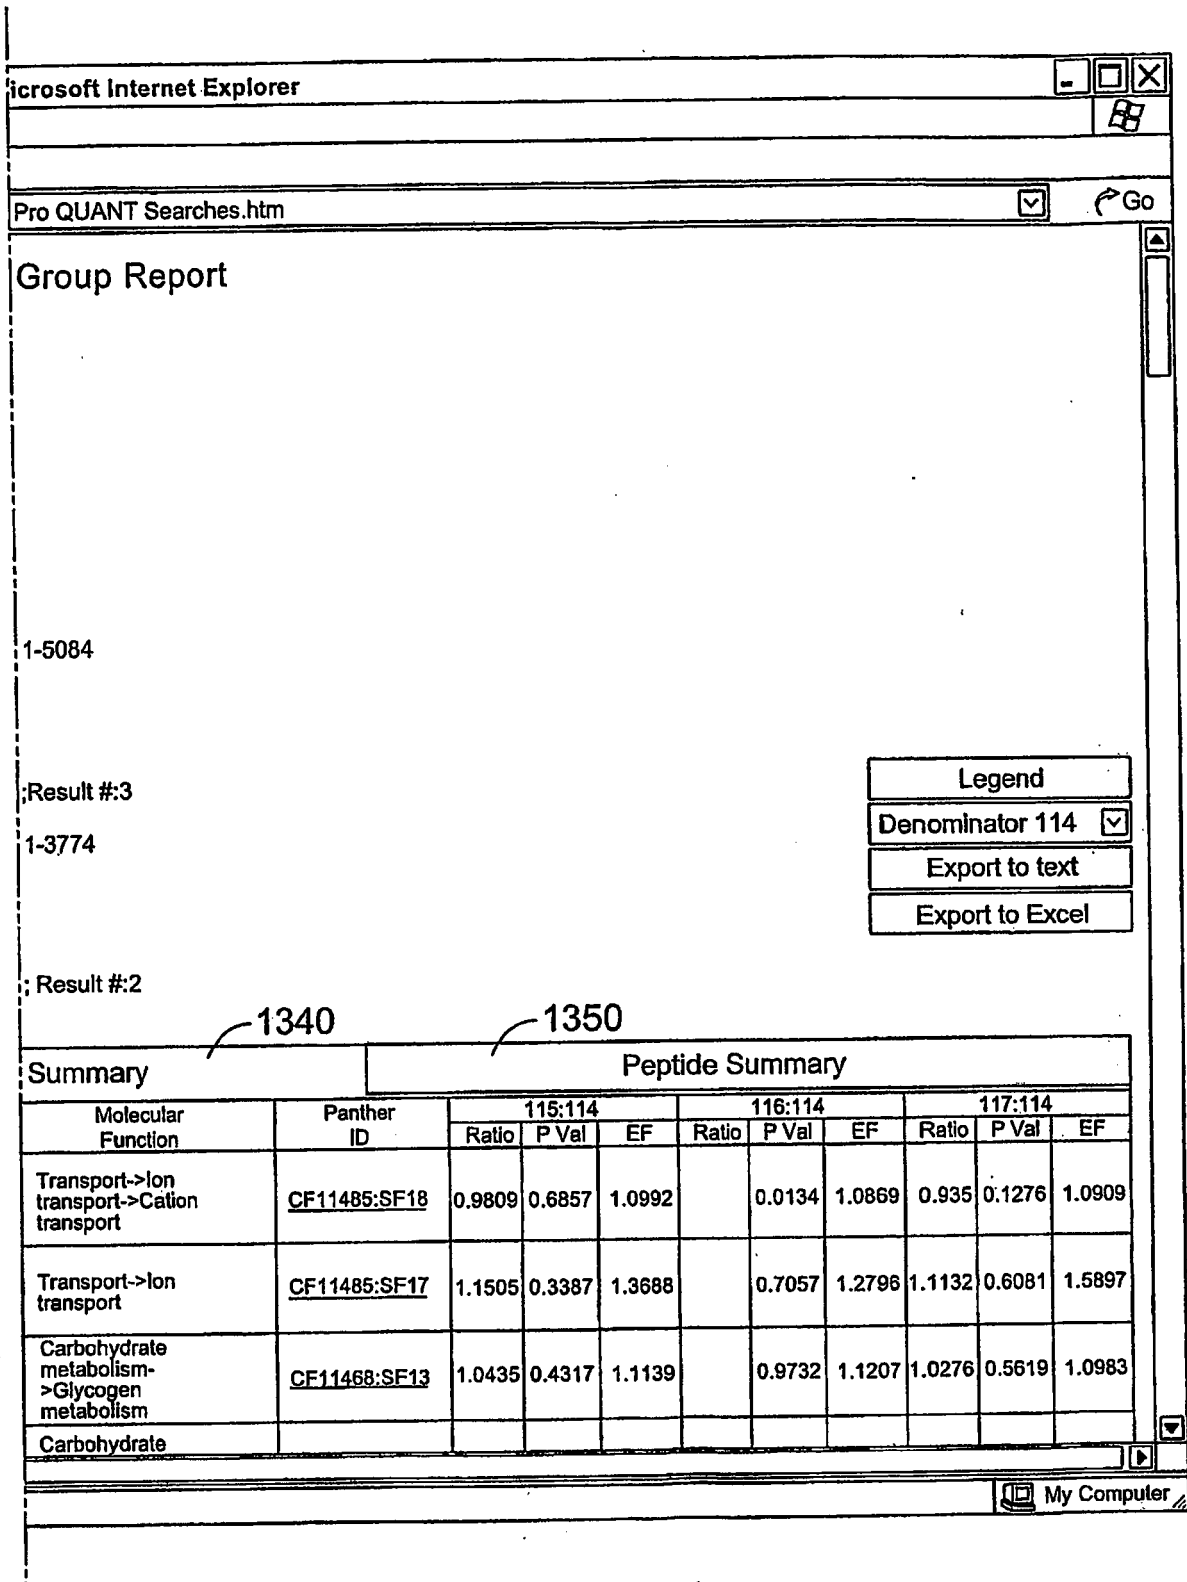 icrosoft Internet Explorer
Pro QUANT Searches.htm
Go
Group Report
1-5084
;Result #:3
1-3774
Legend
Denominator 114
Export to text
Export to Excel
; Result #:2
1340
1350
Summary
Peptide Summary
Molecular Function
Panther ID
115:114
116:114
117:114
Ratio P Val EF Ratio P Val EF Ratio P Val EF
Transport->Ion
transport->Cation
transport
CF11485:SF18 0.9809 0.6857 1.0992 0.0134 1.0869 0.935 0.1276 1.0909
Transport->Ion
transport
CF11485:SF17 1.1505 0.3387 1.3688 0.7057 1.2796 1.1132 0.6081 1.5897
Carbohydrate
metabolism-
>Glycogen
metabolism
CF11468:SF13 1.0435 0.4317 1.1139 0.9732 1.1207 1.0276 0.5619 1.0983
Carbohydrate
My Computer